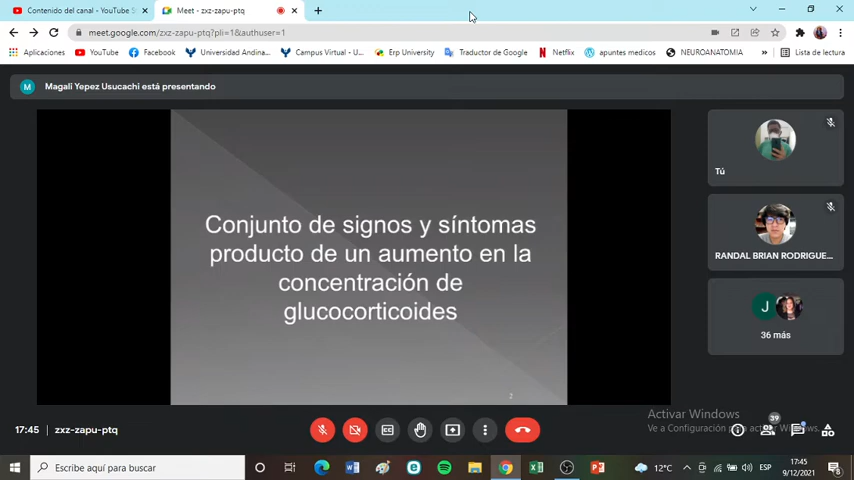 Contenido del canal - YouTube S
Meet - zxz-zapu-ptq
meet.google.com/zxz-zapu-ptq?pli=1&authuser=1
Aplicaciones
YouTube
Facebook
Universidad Andina...
Campus Virtual - U...
Erp University
Traductor de Google
Netflix
apuntes medicos
NEUROANATOMIA
Lista de lectura
M
Magali Yepez Usucachi está presentando
Conjunto de signos y síntomas
producto de un aumento en la
concentración de
glucocorticoides
2
Tú
RANDAL BRIAN RODRIGUE...
J
36 más
17:45
zxz-zapu-ptq
39
Activar Windows
Ve a Configuración para activar Windows.
Escribe aquí para buscar
12°C
ESP
17:45
9/12/2021